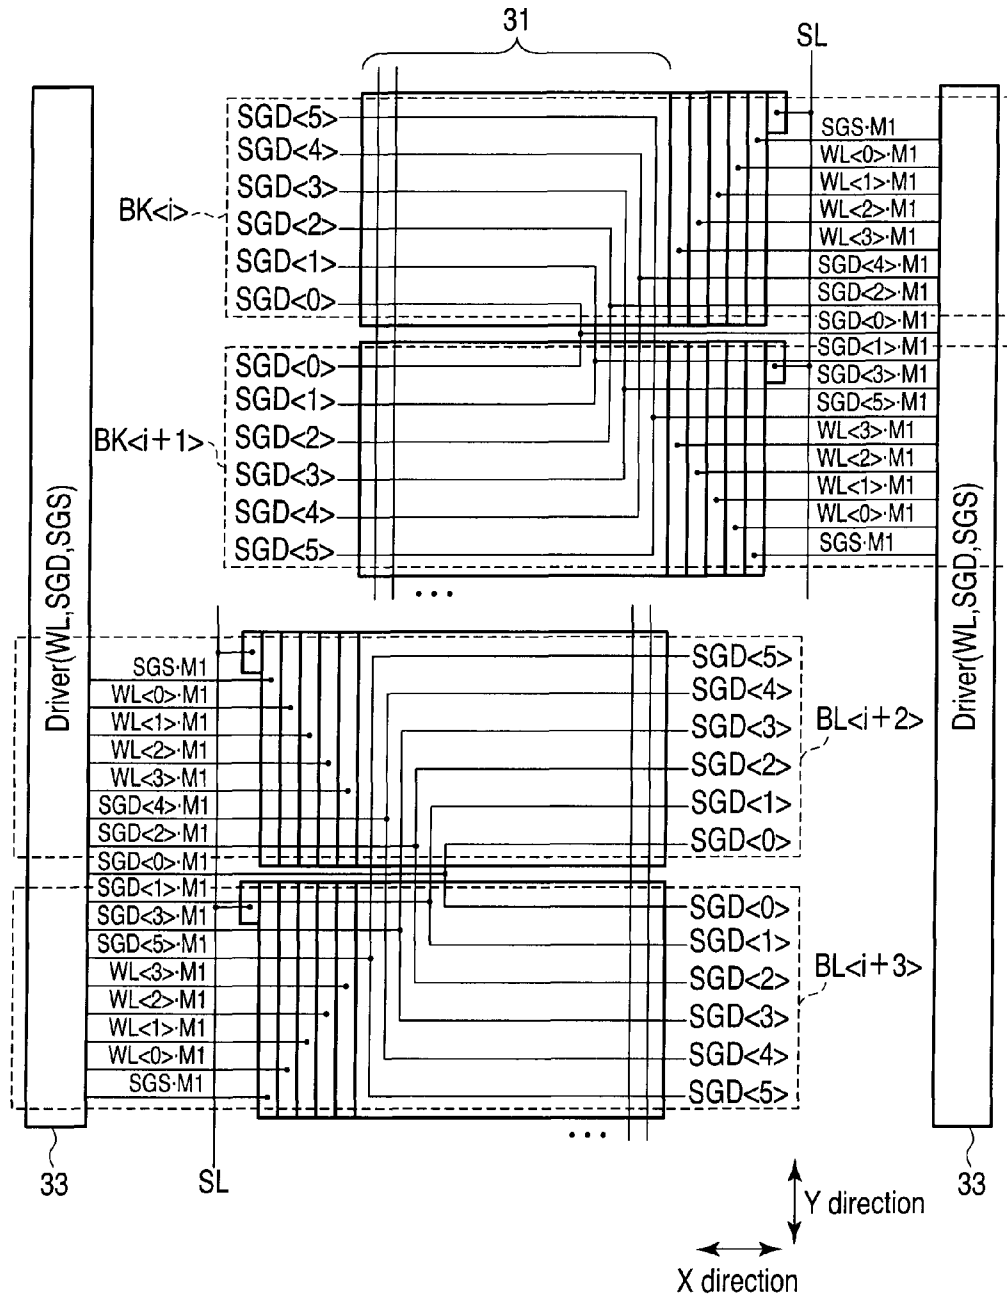 31
SL
SGD<5>
SGD<4>
SGD<3>
SGD<2>
SGD<1>
SGD<0>
BK<i>
SGS·M1
WL<0>·M1
WL<1>·M1
WL<2>·M1
WL<3>·M1
SGD<4>·M1
SGD<2>·M1
SGD<0>·M1
SGD<1>·M1
SGD<3>·M1
SGD<5>·M1
WL<3>·M1
WL<2>·M1
WL<1>·M1
WL<0>·M1
SGS·M1
SGD<0>
SGD<1>
SGD<2>
SGD<3>
SGD<4>
SGD<5>
BK<i+1>
Driver(WL,SGD,SGS)
Driver(WL,SGD,SGS)
...
SGS·M1
WL<0>·M1
WL<1>·M1
WL<2>·M1
WL<3>·M1
SGD<4>·M1
SGD<2>·M1
SGD<0>·M1
SGD<1>·M1
SGD<3>·M1
SGD<5>·M1
WL<3>·M1
WL<2>·M1
WL<1>·M1
WL<0>·M1
SGS·M1
SGD<5>
SGD<4>
SGD<3>
SGD<2>
SGD<1>
SGD<0>
BL<i+2>
SGD<0>
SGD<1>
SGD<2>
SGD<3>
SGD<4>
SGD<5>
BL<i+3>
...
33
SL
33
Y direction
X direction